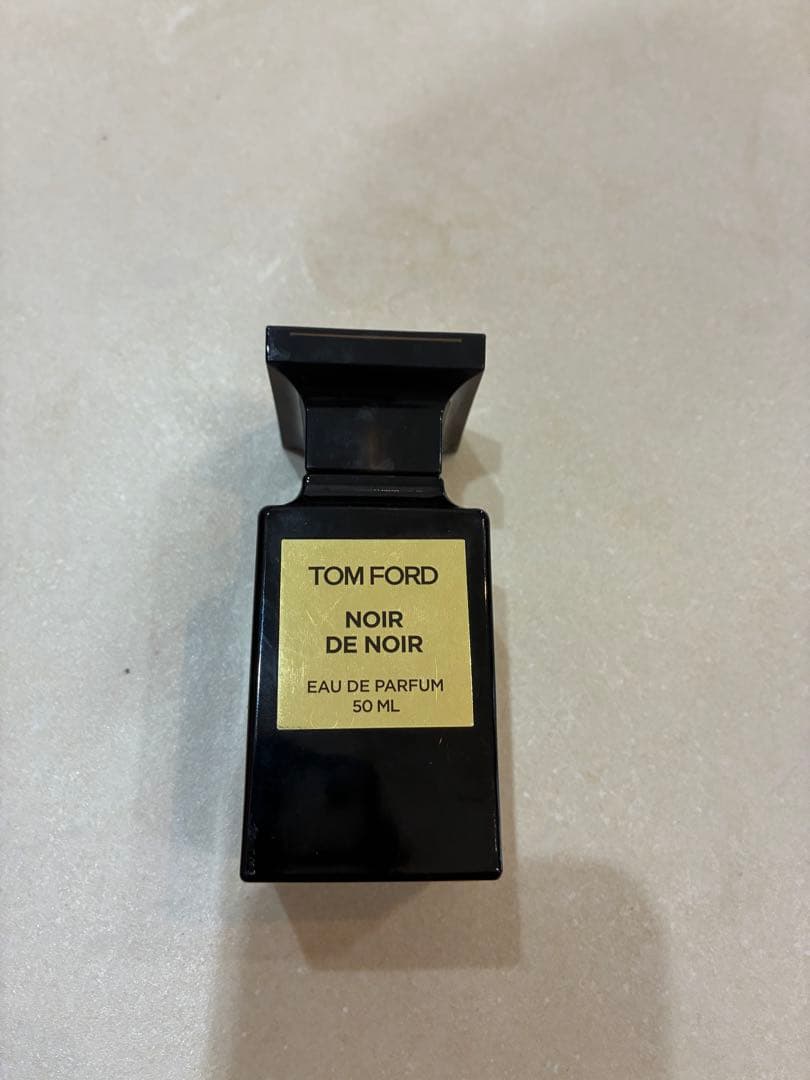 TOM FORD
NOIR
DE NOIR
EAU DE PARFUM
50 ML